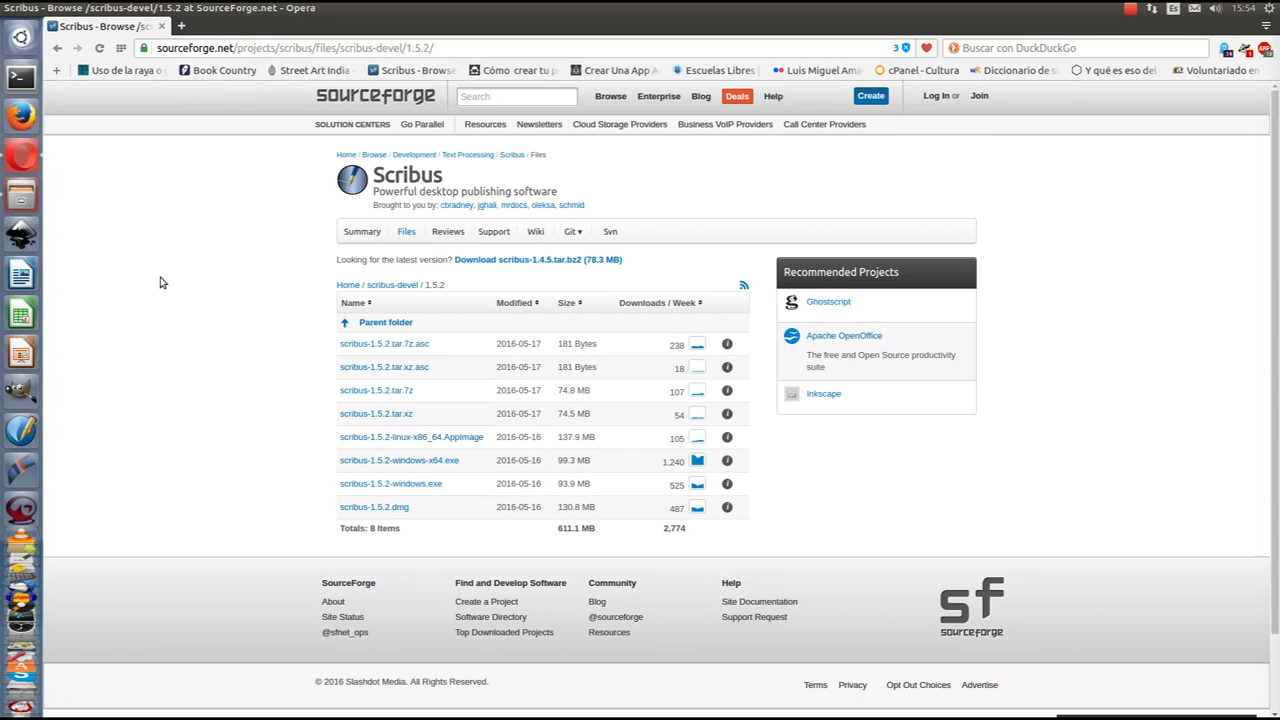 Scribus - Browse /scribus-devel/1.5.2 at SourceForge.net - Opera
Es 15:54
Scribus - Browse /sc
sourceforge.net/projects/scribus/files/scribus-devel/1.5.2/
3
Buscar con DuckDuckGo
Uso de la raya o Book Country Street Art India - Scribus - Brows Cómo crear tu p Crear Una App A Escuelas Libres | Luis Miguel Ama cPanel - Cultura Diccionario de si Y qué es eso del Voluntariado en
sourceforge Search Browse Enterprise Blog Deals Help Create Log In or Join
SOLUTION CENTERS Go Parallel Resources Newsletters Cloud Storage Providers Business VoIP Providers Call Center Providers
Home / Browse / Development / Text Processing / Scribus / Files
Scribus
Powerful desktop publishing software
Brought to you by: cbradney, jghali, mrdocs, oleksa, schmid
Summary Files Reviews Support Wiki Git ▾ Svn
Looking for the latest version? Download scribus-1.4.5.tar.bz2 (78.3 MB)
Home / scribus-devel / 1.5.2
Name Modified Size Downloads / Week
Parent folder
scribus-1.5.2.tar.7z.asc 2016-05-17 181 Bytes 238
scribus-1.5.2.tar.xz.asc 2016-05-17 181 Bytes 18
scribus-1.5.2.tar.7z 2016-05-17 74.8 MB 107
scribus-1.5.2.tar.xz 2016-05-17 74.5 MB 54
scribus-1.5.2-linux-x86_64.AppImage 2016-05-16 137.9 MB 105
scribus-1.5.2-windows-x64.exe 2016-05-16 99.3 MB 1,240
scribus-1.5.2-windows.exe 2016-05-16 93.9 MB 525
scribus-1.5.2.dmg 2016-05-16 130.8 MB 487
Totals: 8 Items 611.1 MB 2,774
Recommended Projects
Ghostscript
Apache OpenOffice
The free and Open Source productivity
suite
Inkscape
SourceForge
About
Site Status
@sfnet_ops
Find and Develop Software
Create a Project
Software Directory
Top Downloaded Projects
Community
Blog
@sourceforge
Resources
Help
Site Documentation
Support Request
sf
sourceforge
© 2016 Slashdot Media. All Rights Reserved.
Terms Privacy Opt Out Choices Advertise